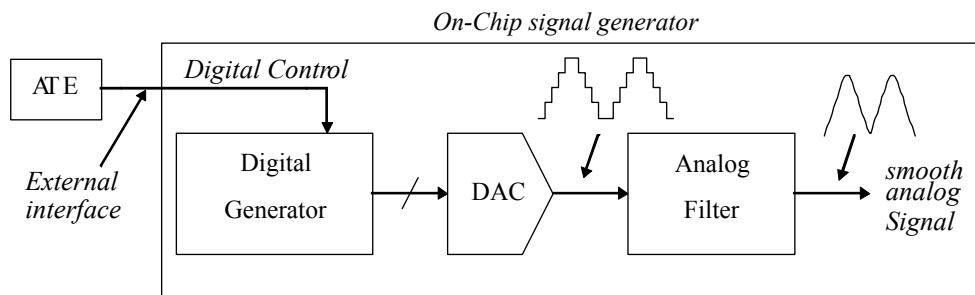 On-Chip signal generator
ATE
Digital Control
External
interface
Digital
Generator
DAC
Analog
Filter
smooth
analog
Signal